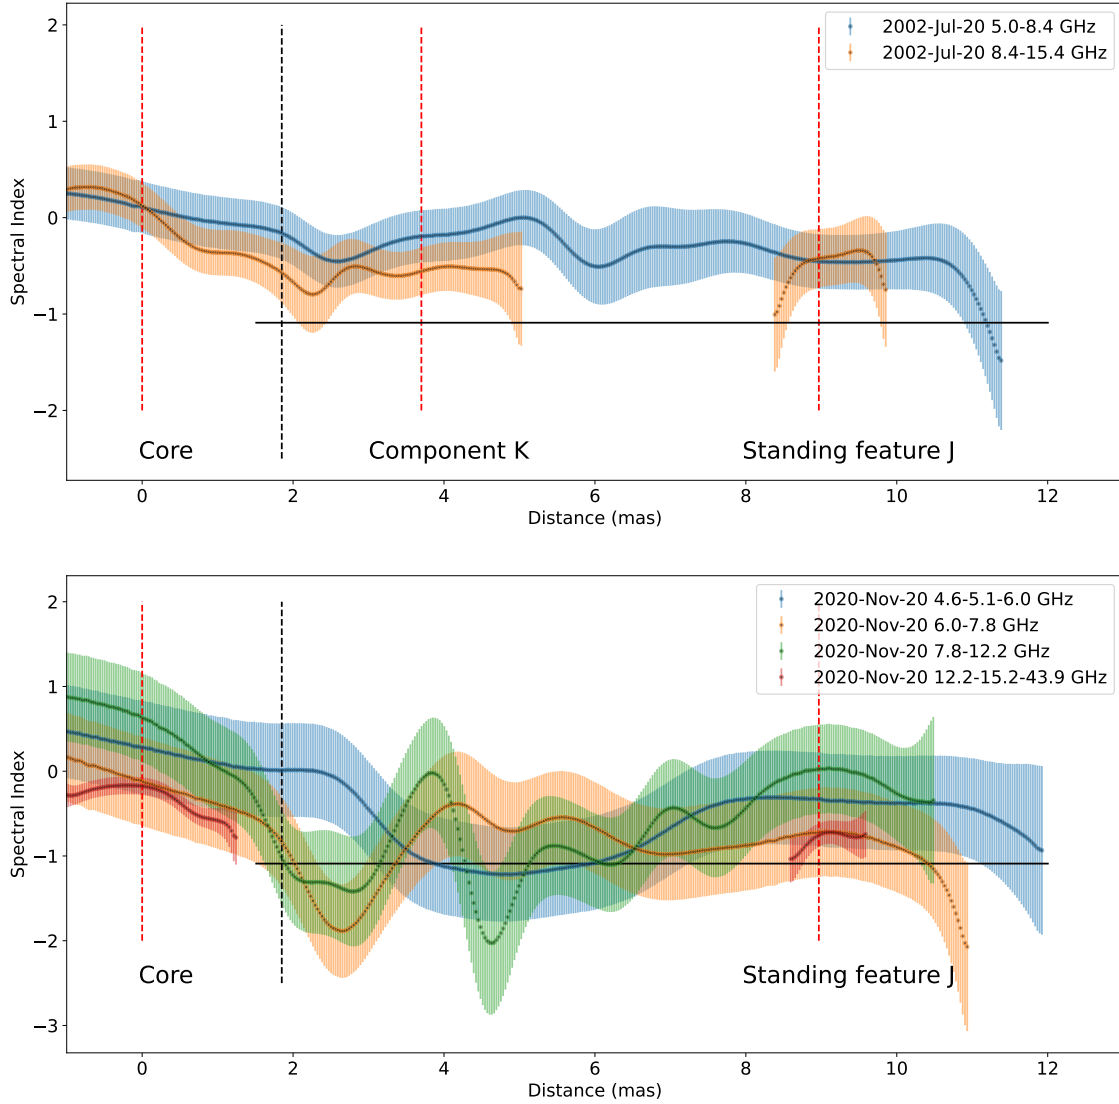 2
1
0
−1
−2
Spectral Index
2002-Jul-20 5.0-8.4 GHz
2002-Jul-20 8.4-15.4 GHz
Core
Component K
Standing feature J
0 2 4 6 8 10 12
Distance (mas)
2
1
0
−1
−2
−3
Spectral Index
2020-Nov-20 4.6-5.1-6.0 GHz
2020-Nov-20 6.0-7.8 GHz
2020-Nov-20 7.8-12.2 GHz
2020-Nov-20 12.2-15.2-43.9 GHz
Core
Standing feature J
0 2 4 6 8 10 12
Distance (mas)